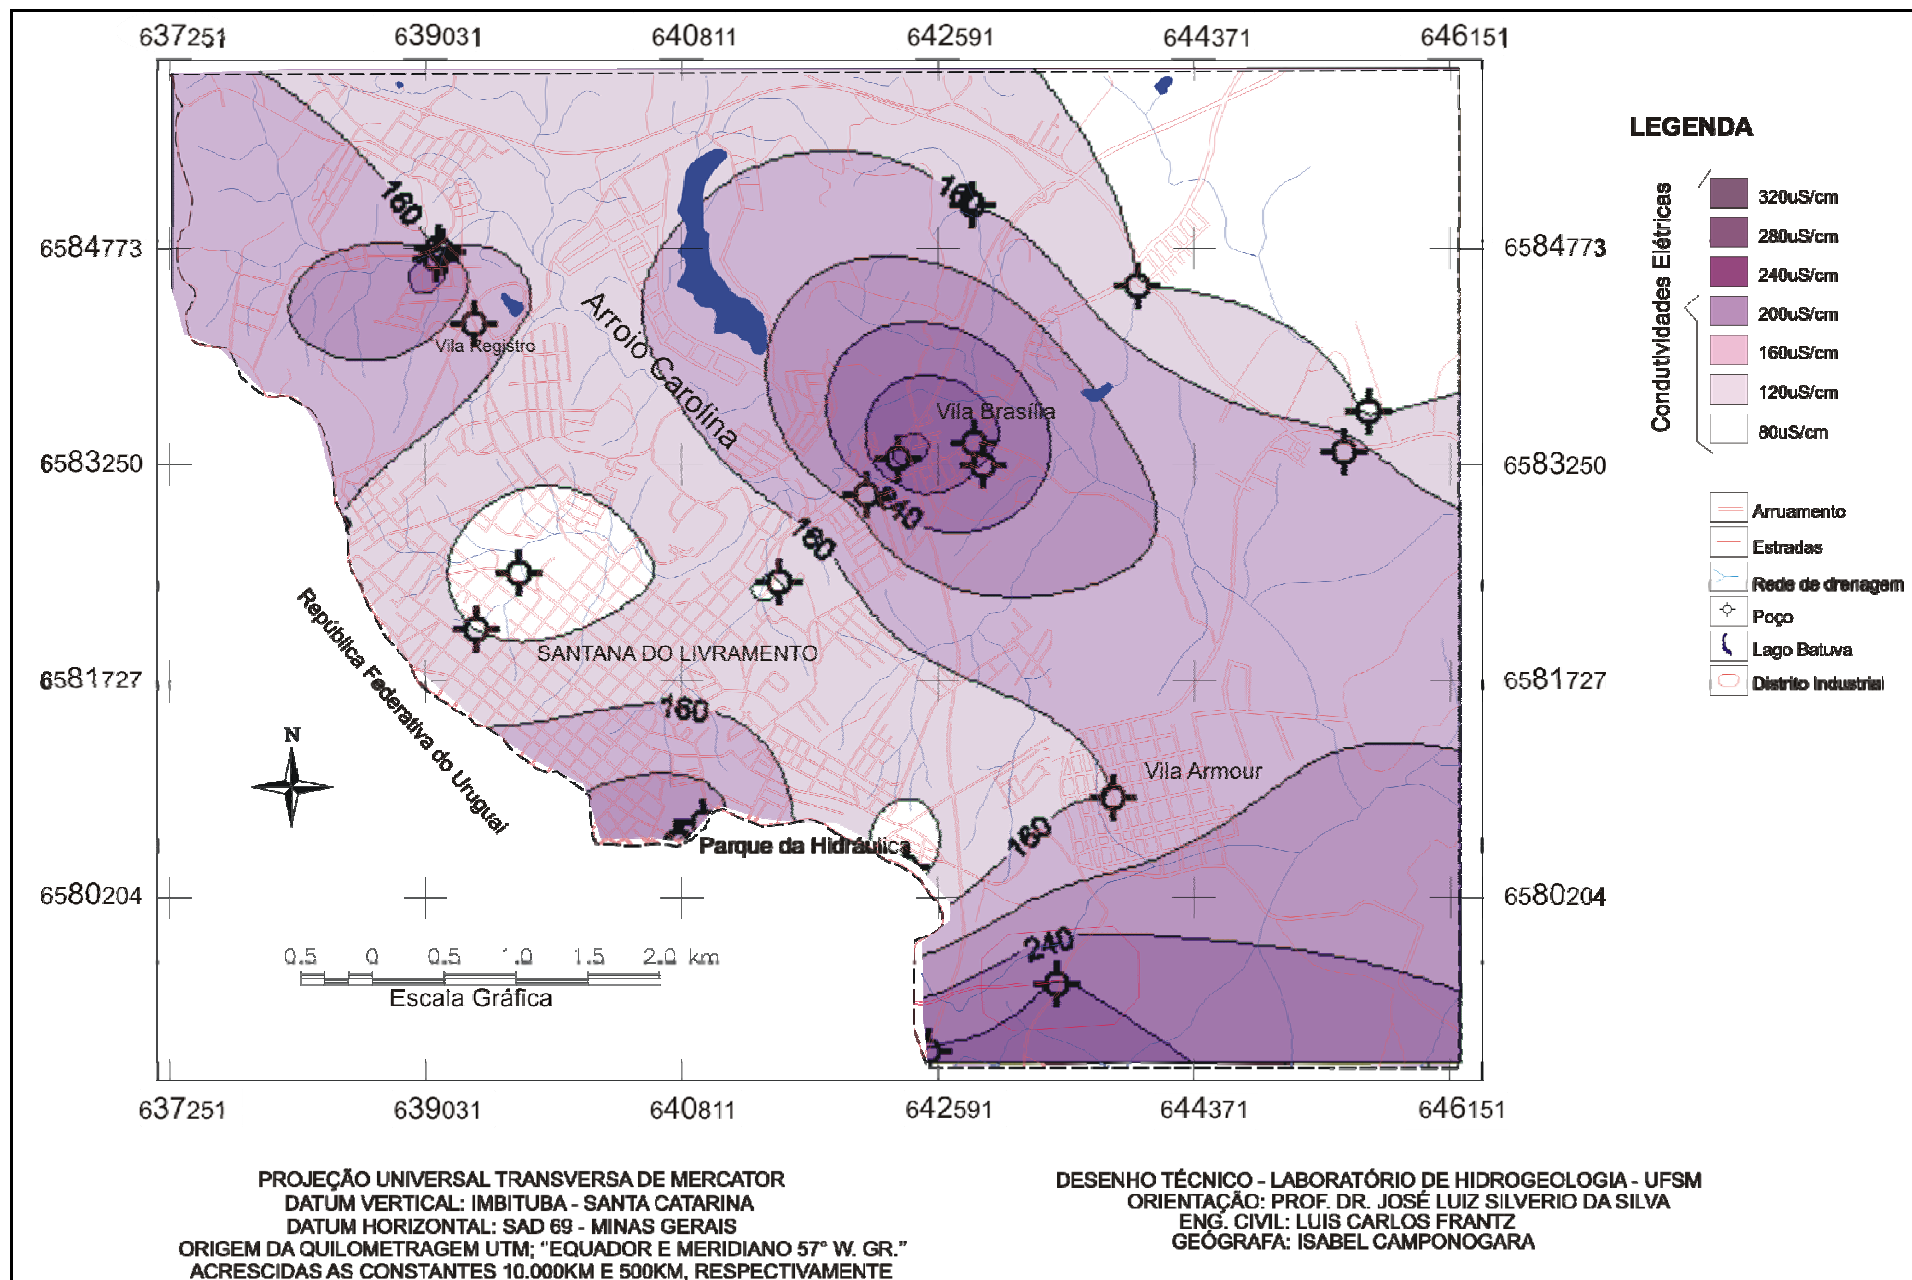 637251 639031 640811 642591 644371 646151
LEGENDA
Condutividades Elétricas
320uS/cm
280uS/cm
240uS/cm
200uS/cm
160uS/cm
120uS/cm
80uS/cm
Arruamento
Estradas
Rede de drenagem
Poço
Lago Batuva
Distrito Industrial
6584773
6583250
6581727
6580204
6584773
6583250
6581727
6580204
160
160
Vila Registro
Arroio Carolina
Vila Brasília
240
160
SANTANA DO LIVRAMENTO
República Federativa do Uruguai
160
N
Vila Armour
160
Parque da Hidráulica
240
0.5 0 0.5 1.0 1.5 2.0 km
Escala Gráfica
637251 639031 640811 642591 644371 646151
PROJEÇÃO UNIVERSAL TRANSVERSA DE MERCATOR
DATUM VERTICAL: IMBITUBA - SANTA CATARINA
DATUM HORIZONTAL: SAD 69 - MINAS GERAIS
ORIGEM DA QUILOMETRAGEM UTM; "EQUADOR E MERIDIANO 57° W. GR."
ACRESCIDAS AS CONSTANTES 10.000KM E 500KM, RESPECTIVAMENTE
DESENHO TÉCNICO - LABORATÓRIO DE HIDROGEOLOGIA - UFSM
ORIENTAÇÃO: PROF. DR. JOSÉ LUIZ SILVERIO DA SILVA
ENG. CIVIL: LUIS CARLOS FRANTZ
GEÓGRAFA: ISABEL CAMPONOGARA